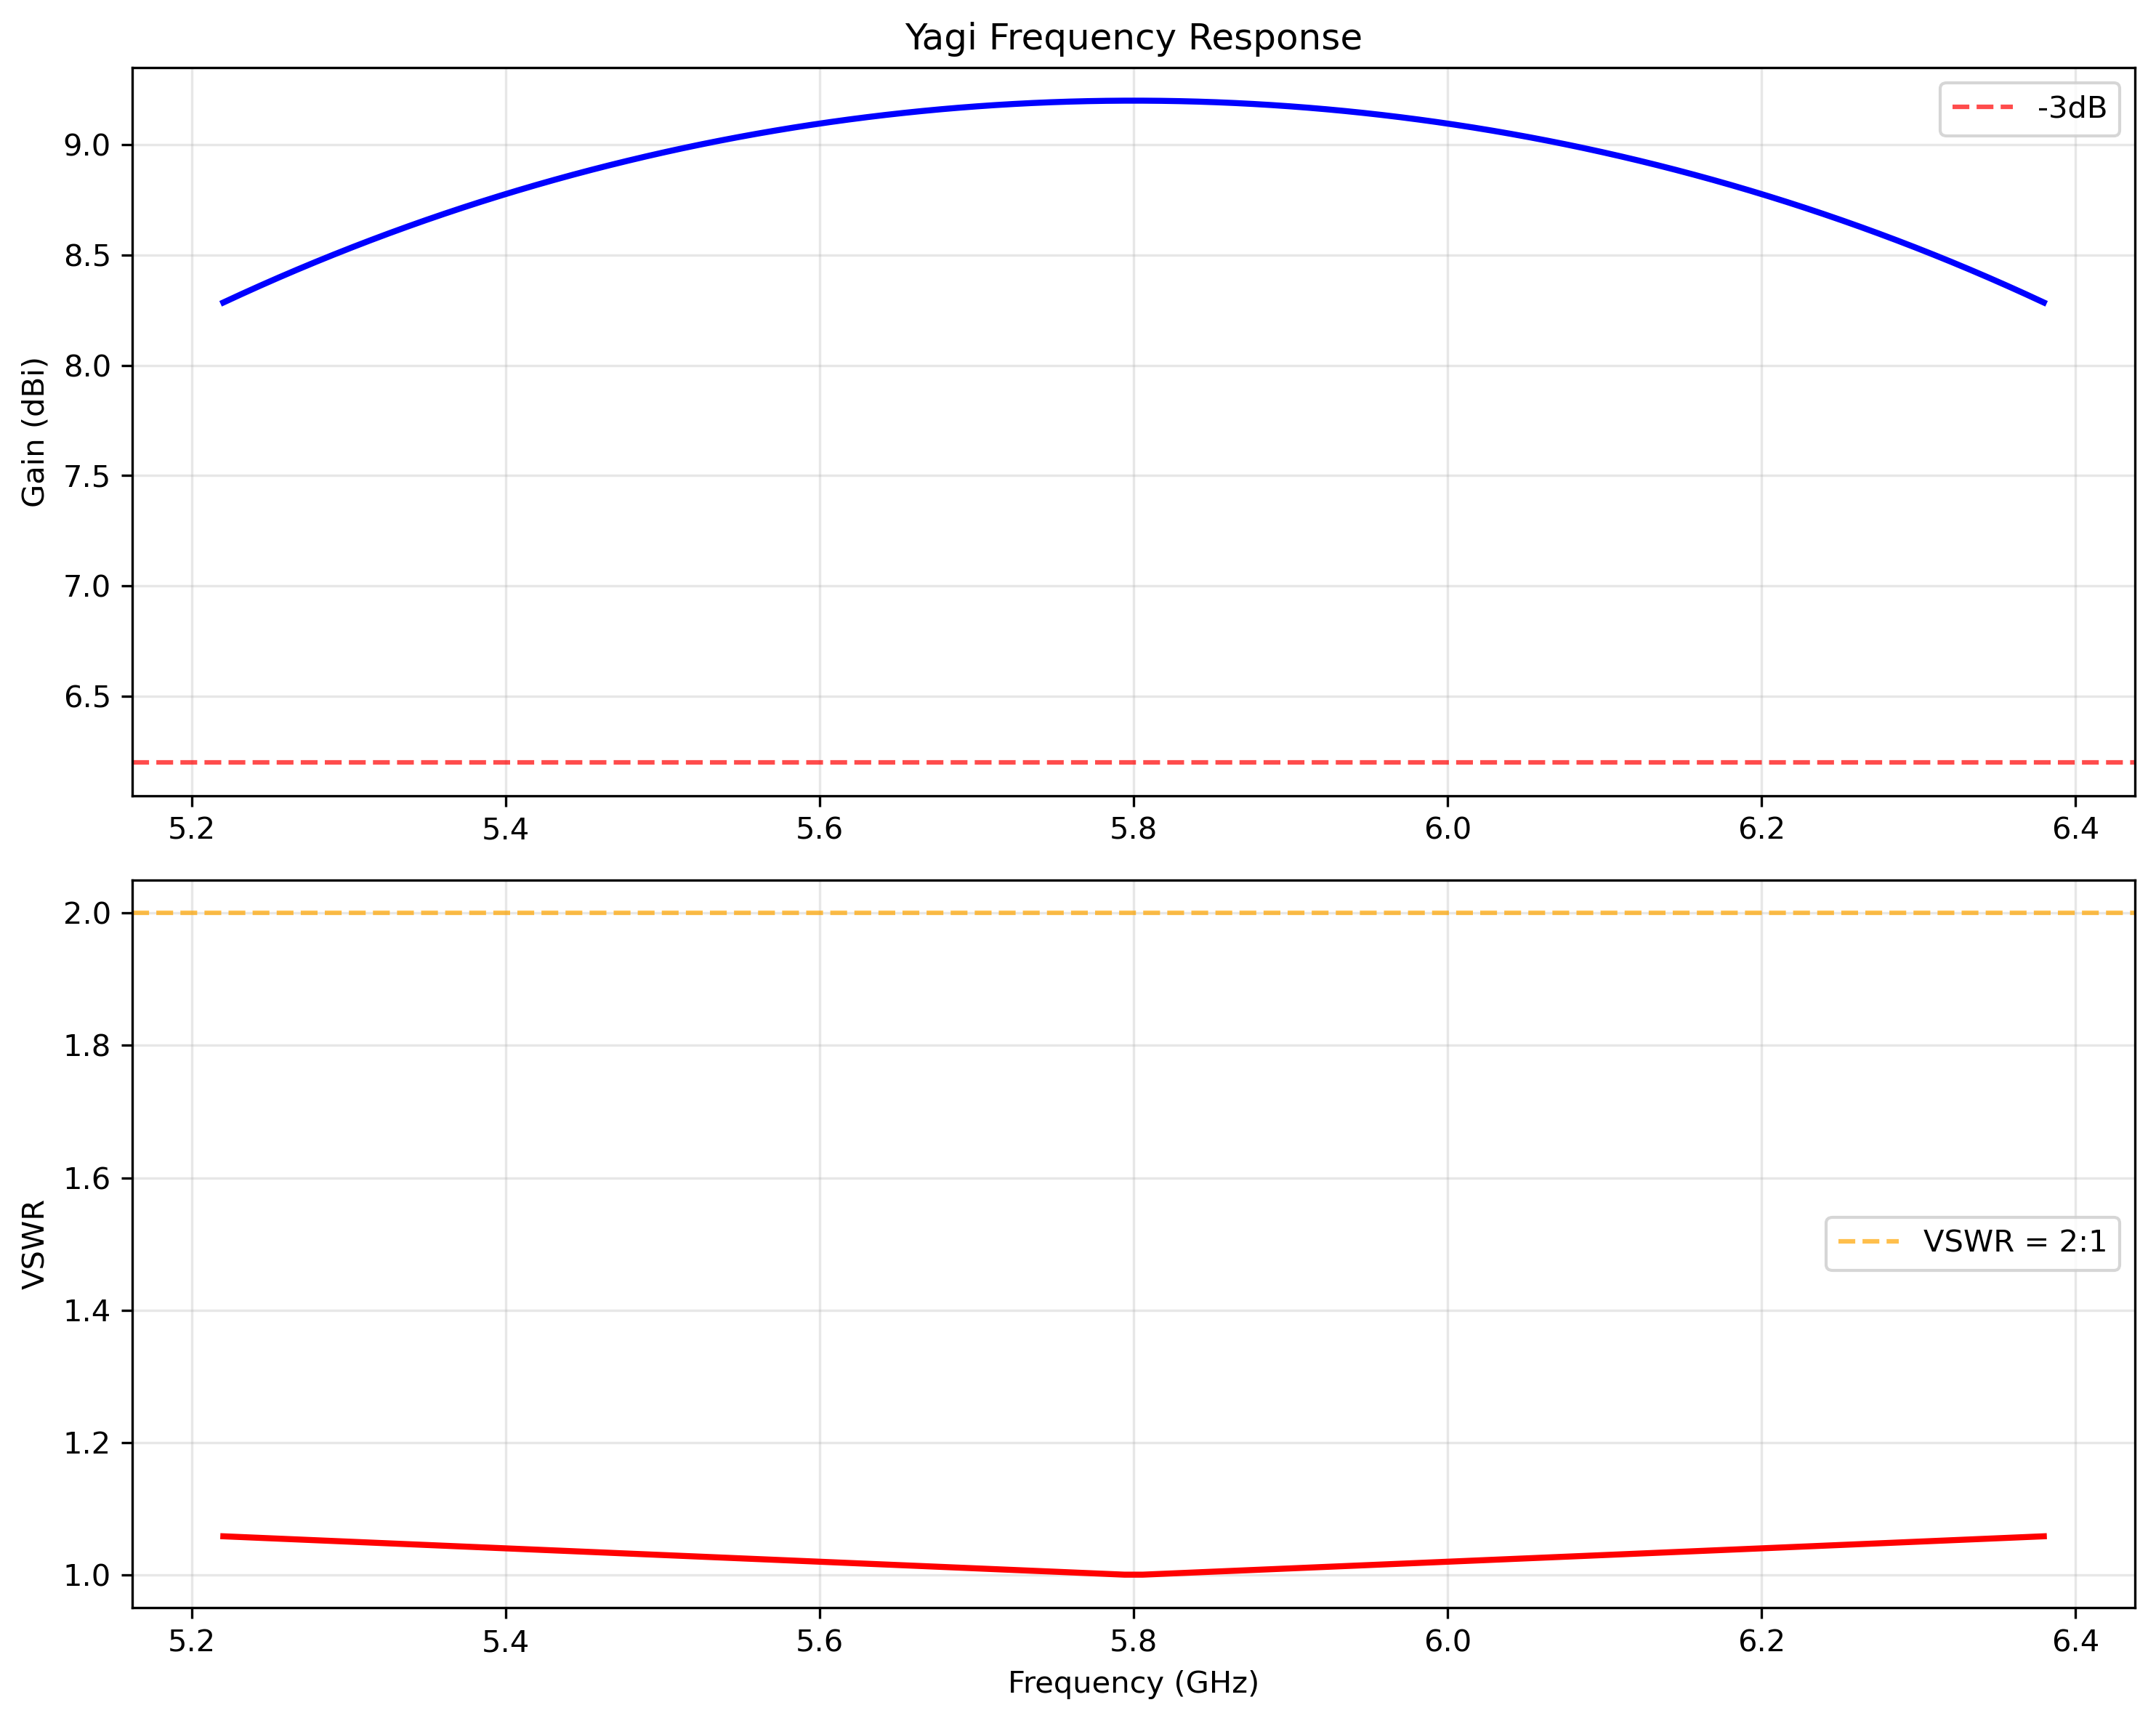 Yagi Frequency Response
-3dB
Gain (dBi)
9.0
8.5
8.0
7.5
7.0
6.5
5.2 5.4 5.6 5.8 6.0 6.2 6.4
VSWR
2.0
1.8
1.6
1.4
1.2
1.0
VSWR = 2:1
5.2 5.4 5.6 5.8 6.0 6.2 6.4
Frequency (GHz)